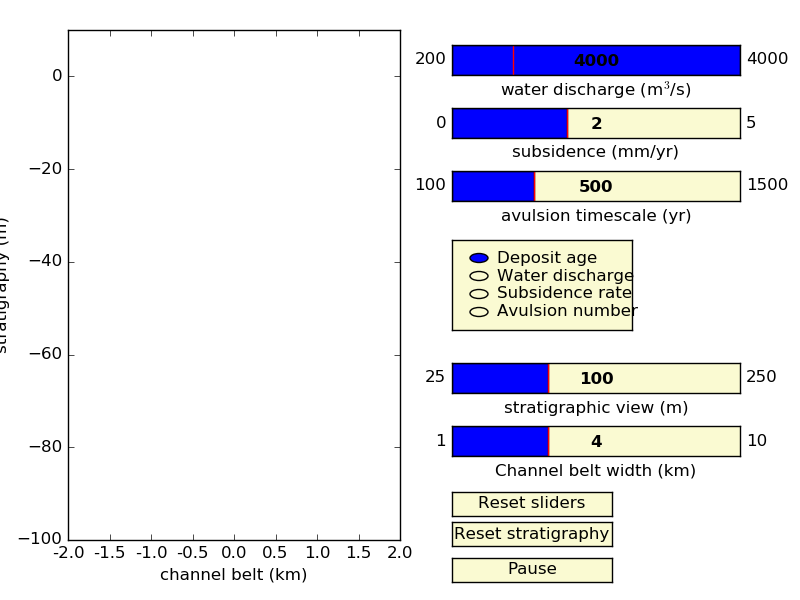 0
−20
−40
−60
−80
−100
-2.0 -1.5 -1.0 -0.5 0.0 0.5 1.0 1.5 2.0
channel belt (km)
stratigraphy (m)
200 4000 4000
water discharge (m³/s)
0 2 5
subsidence (mm/yr)
100 500 1500
avulsion timescale (yr)
Deposit age
Water discharge
Subsidence rate
Avulsion number
25 100 250
stratigraphic view (m)
1 4 10
Channel belt width (km)
Reset sliders
Reset stratigraphy
Pause